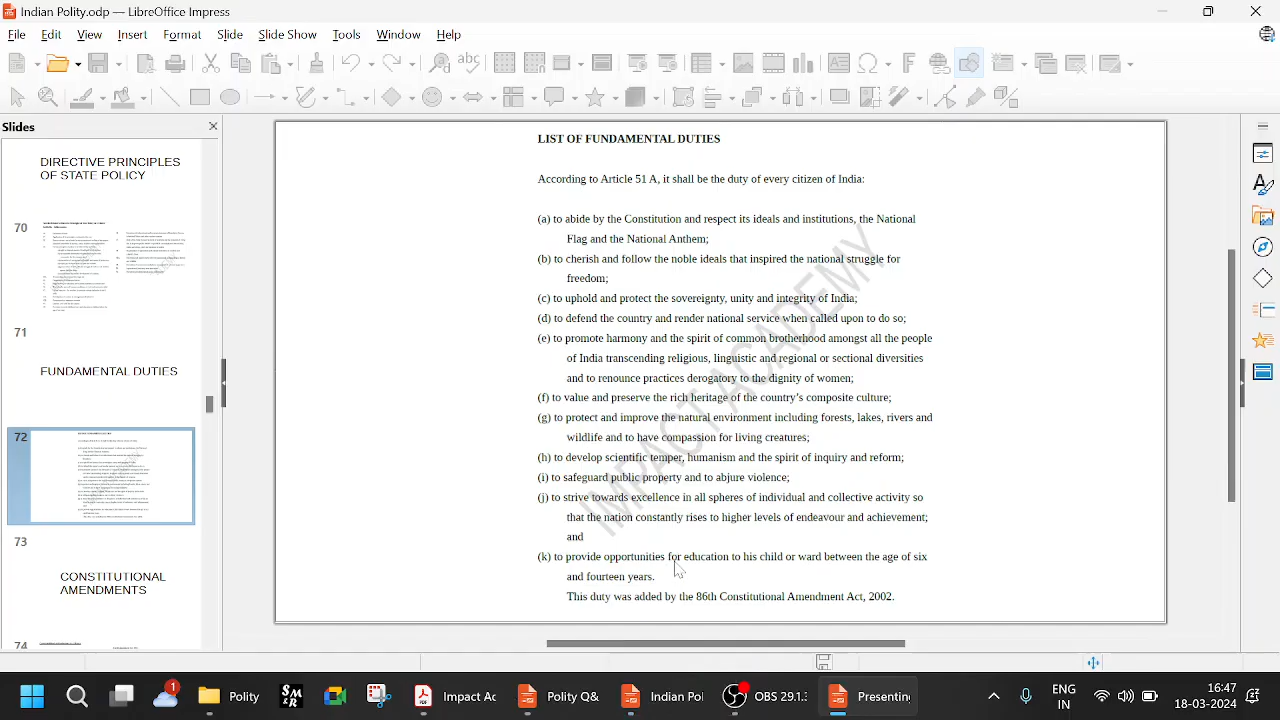 Indian Polity.odp — LibreOffice Impress
File Edit View Insert Format Slide Slide Show Tools Window Help
Slides
DIRECTIVE PRINCIPLES
OF STATE POLICY
70
71
FUNDAMENTAL DUTIES
72
73
CONSTITUTIONAL
AMENDMENTS
74
LIST OF FUNDAMENTAL DUTIES
According to Article 51 A, it shall be the duty of every citizen of India:
(a) to abide by the Constitution and respect its ideals and institutions, the National
Flag and the National Anthem;
(b) to cherish and follow the noble ideals that inspired the national struggle for
freedom;
(c) to uphold and protect the sovereignty, unity and integrity of India;
(d) to defend the country and render national service when called upon to do so;
(e) to promote harmony and the spirit of common brotherhood amongst all the people
of India transcending religious, linguistic and regional or sectional diversities
and to renounce practices derogatory to the dignity of women;
(f) to value and preserve the rich heritage of the country's composite culture;
(g) to protect and improve the natural environment including forests, lakes, rivers and
wildlife and to have compassion for living creatures;
(h) to develop scientific temper, humanism and the spirit of inquiry and reform;
(i) to safeguard public property and to abjure violence;
(j) to strive towards excellence in all spheres of individual and collective activity so
that the nation constantly rises to higher levels of endeavour and achievement;
and
(k) to provide opportunities for education to his child or ward between the age of six
and fourteen years.
This duty was added by the 86th Constitutional Amendment Act, 2002.
IMPACT ACADEMY
1
Polity
Impact Ac
Polity Q&
Indian Pol
OBS 29.1.3
Presenting
ENG
IN
16:47
18-03-2024